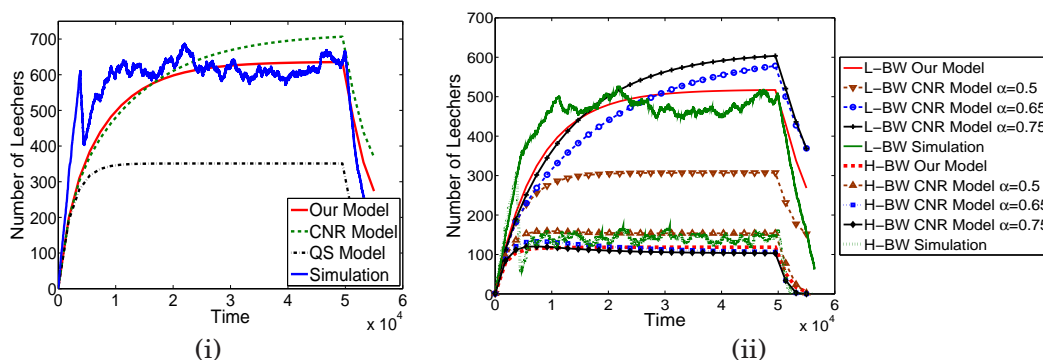 700
600
500
400
300
200
100
0
Number of Leechers
0 1 2 3 4 5 6
Time
x 10^4
Our Model
CNR Model
QS Model
Simulation
(i)
700
600
500
400
300
200
100
0
Number of Leechers
0 1 2 3 4 5 6
Time
x 10^4
L-BW Our Model
L-BW CNR Model α=0.5
L-BW CNR Model α=0.65
L-BW CNR Model α=0.75
L-BW Simulation
H-BW Our Model
H-BW CNR Model α=0.5
H-BW CNR Model α=0.65
H-BW CNR Model α=0.75
H-BW Simulation
(ii)